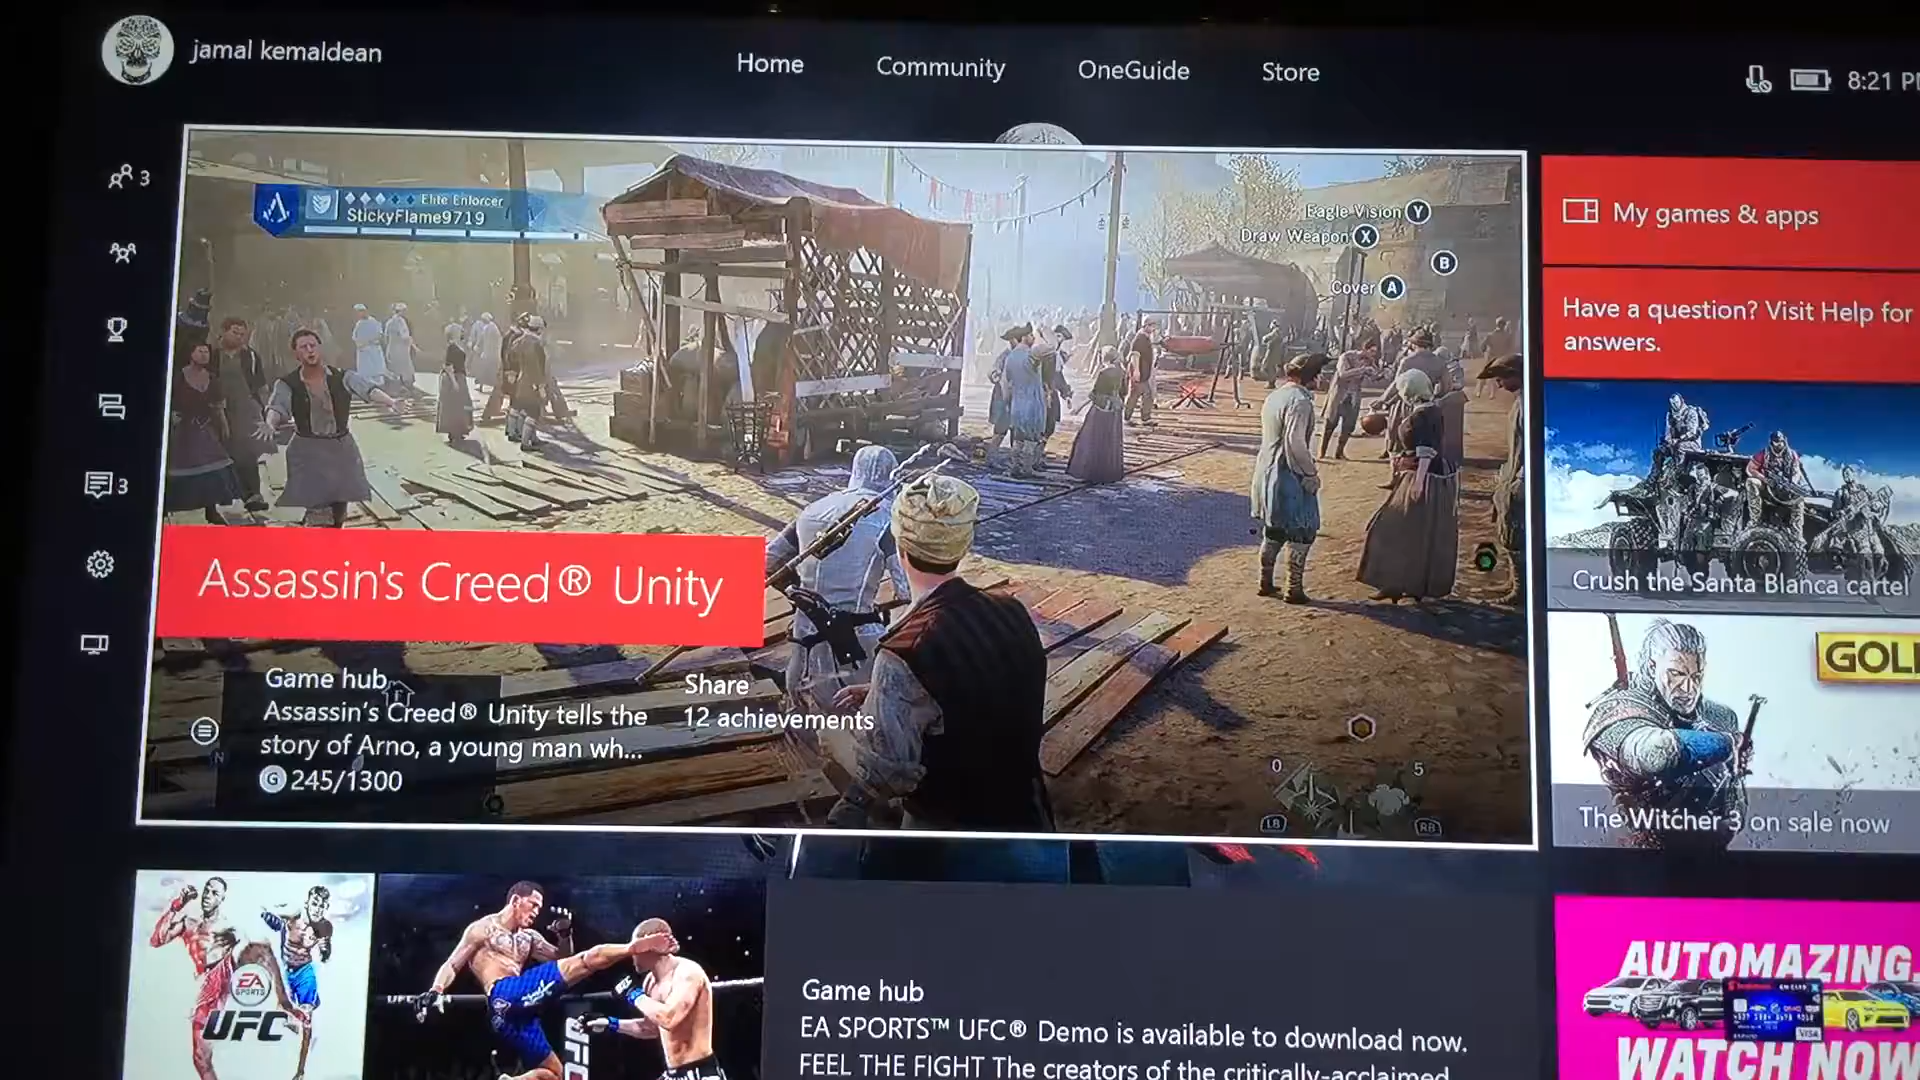 jamal kemaldean
Home
Community
OneGuide
Store
8:21
3
3
Elite Enforcer
StickyFlame9719
Eagle Vision Y
Draw Weapon X
B
Cover A
Assassin's Creed® Unity
Game hub
Assassin's Creed® Unity tells the
story of Arno, a young man wh...
G 245/1300
Share
12 achievements
N
0
5
LB
RB
My games & apps
Have a question? Visit Help for
answers.
Crush the Santa Blanca cartel
The Witcher 3 on sale now
EA
SPORTS
UFC
Game hub
EA SPORTS™ UFC® Demo is available to download now.
FEEL THE FIGHT The creators of the critically-acclaimed
AUTOMAZING.
VISA
WATCH NOW